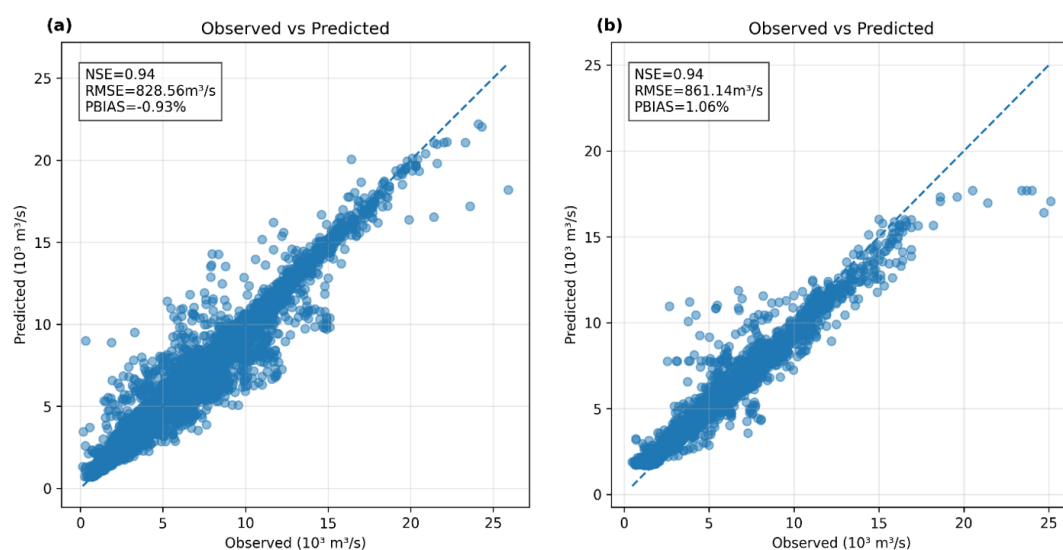 (a)
Observed vs Predicted
NSE=0.94
RMSE=828.56m³/s
PBIAS=-0.93%
Predicted (10³ m³/s)
25
20
15
10
5
0
0 5 10 15 20 25
Observed (10³ m³/s)
(b)
Observed vs Predicted
NSE=0.94
RMSE=861.14m³/s
PBIAS=1.06%
Predicted (10³ m³/s)
25
20
15
10
5
0
0 5 10 15 20 25
Observed (10³ m³/s)